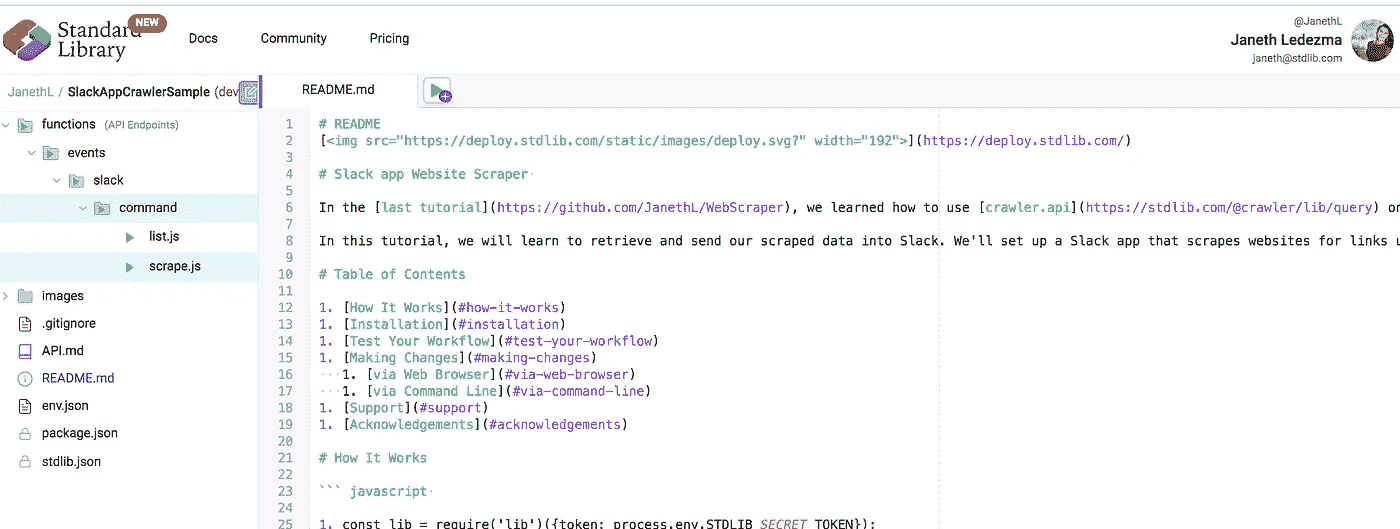 NEW
Standard
Library
Docs
Community
Pricing
@JanethL
Janeth Ledezma
janeth@stdlib.com
JanethL / SlackAppCrawlerSample (dev
README.md
functions (API Endpoints)
events
slack
command
list.js
scrape.js
images
.gitignore
API.md
README.md
env.json
package.json
stdlib.json
1 # README
2 [<img src="https://deploy.stdlib.com/static/images/deploy.svg?" width="192">](https://deploy.stdlib.com/)
3
4 # Slack app Website Scraper
5
6 In the [last tutorial](https://github.com/JanethL/WebScraper), we learned how to use [crawler.api](https://stdlib.com/@crawler/lib/query) or
7
8 In this tutorial, we will learn to retrieve and send our scraped data into Slack. We'll set up a Slack app that scrapes websites for links u
9
10 # Table of Contents
11
12 1. [How It Works](#how-it-works)
13 1. [Installation](#installation)
14 1. [Test Your Workflow](#test-your-workflow)
15 1. [Making Changes](#making-changes)
16 1. [via Web Browser](#via-web-browser)
17 1. [via Command Line](#via-command-line)
18 1. [Support](#support)
19 1. [Acknowledgements](#acknowledgements)
20
21 # How It Works
22
23 ``` javascript
24
25 1. const lib = require('lib')({token: process.env.STDLIB_SECRET_TOKEN});